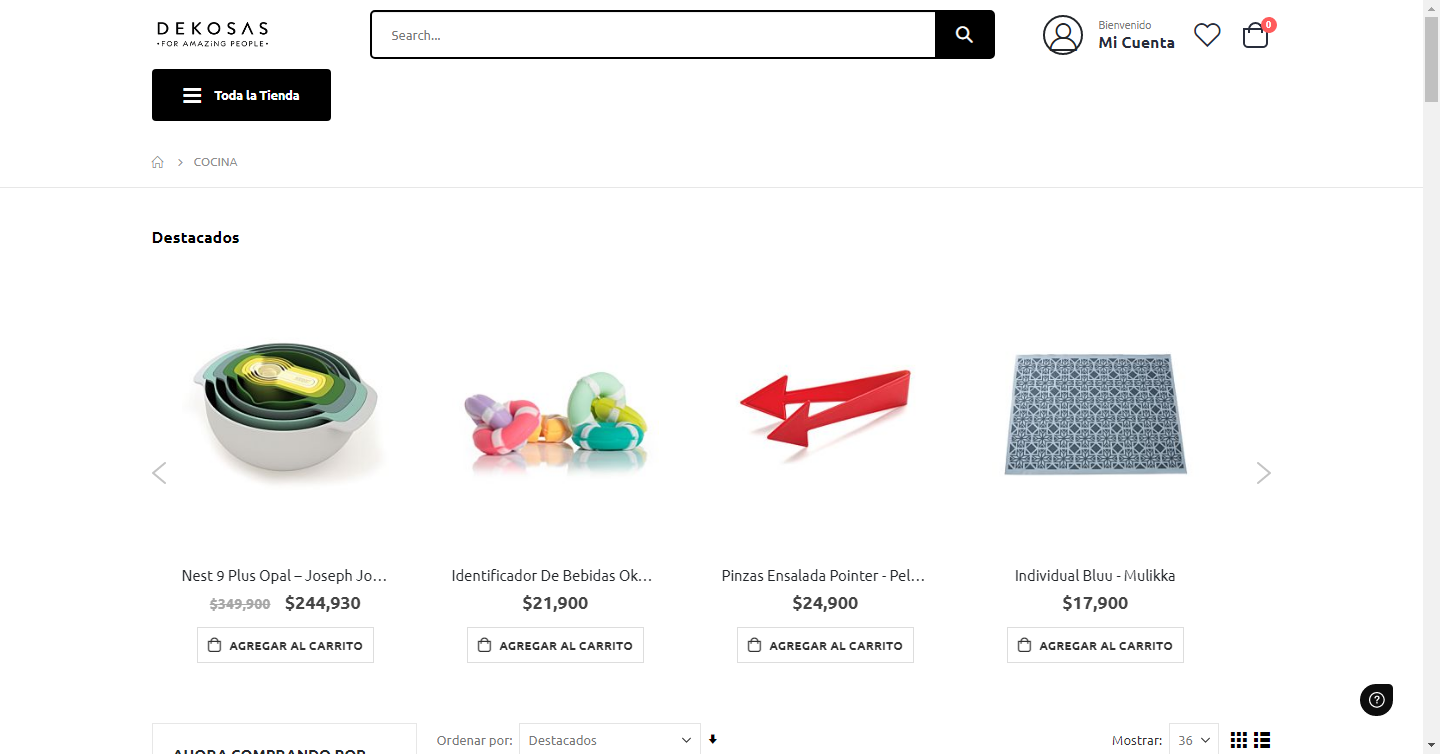 DEKOSAS
•FOR AMAZiNG PEOPLE•
Search...
Bienvenido
Mi Cuenta
0
Toda la Tienda
COCINA
Destacados
Nest 9 Plus Opal – Joseph Jo...
$349,900 $244,930
AGREGAR AL CARRITO
Identificador De Bebidas Ok...
$21,900
AGREGAR AL CARRITO
Pinzas Ensalada Pointer - Pel...
$24,900
AGREGAR AL CARRITO
Individual Bluu - Mulikka
$17,900
AGREGAR AL CARRITO
AHORA COMPRANDO POR
Ordenar por: Destacados
Mostrar: 36